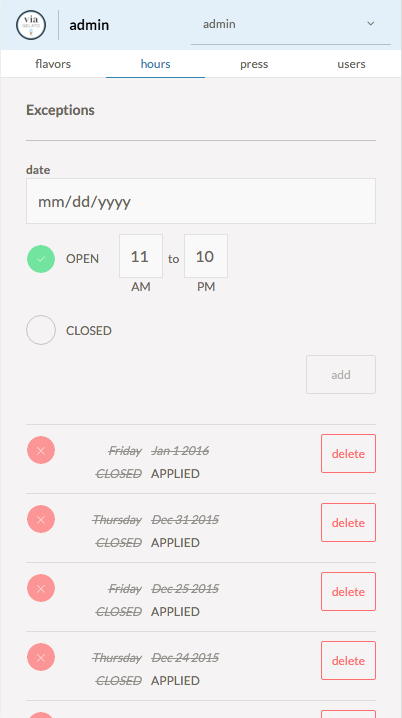 via
GELATO
admin
admin
flavors hours press users
Exceptions
date
mm/dd/yyyy
OPEN 11 to 10
AM PM
CLOSED
add
Friday Jan 1 2016
CLOSED APPLIED
delete
Thursday Dec 31 2015
CLOSED APPLIED
delete
Friday Dec 25 2015
CLOSED APPLIED
delete
Thursday Dec 24 2015
CLOSED APPLIED
delete